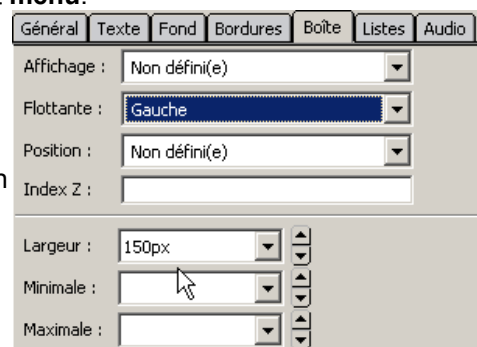 menu.
Général Texte Fond Bordures Boîte Listes Audio
Affichage : Non défini(e)
Flottante : Gauche
Position : Non défini(e)
n
Index Z :
Largeur : 150px
Minimale :
Maximale :